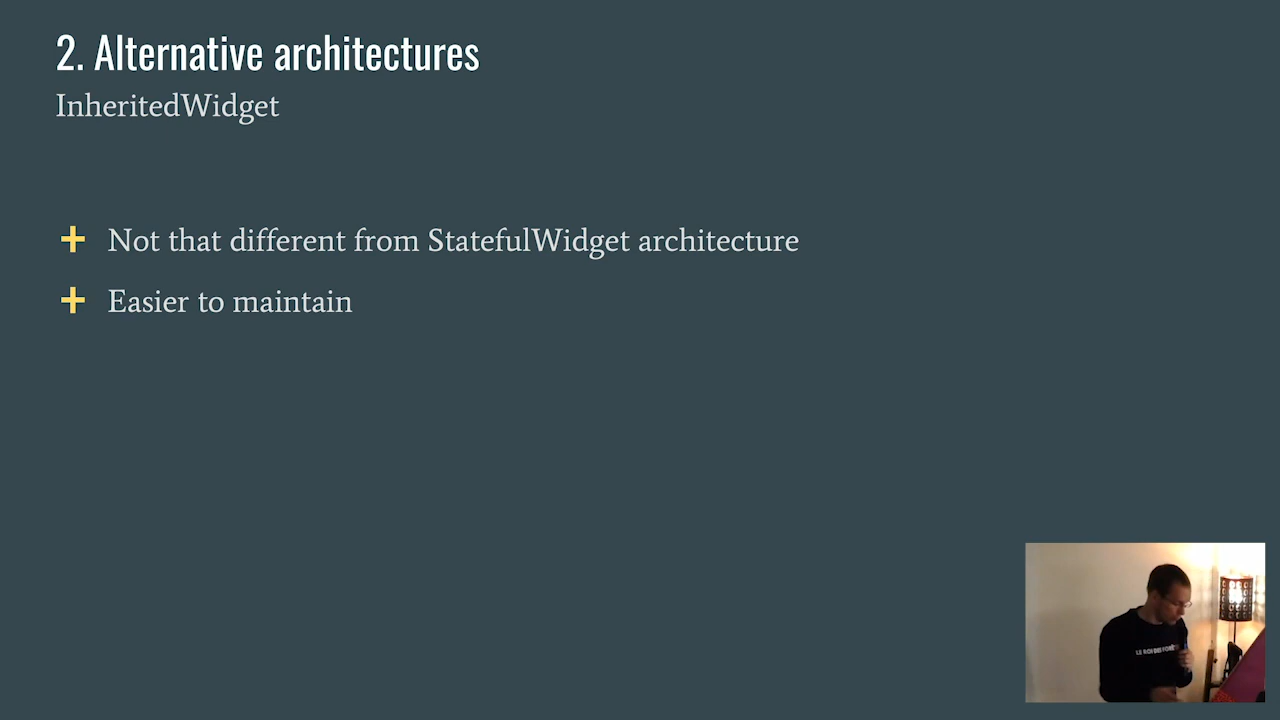 2. Alternative architectures
InheritedWidget
Not that different from StatefulWidget architecture
Easier to maintain